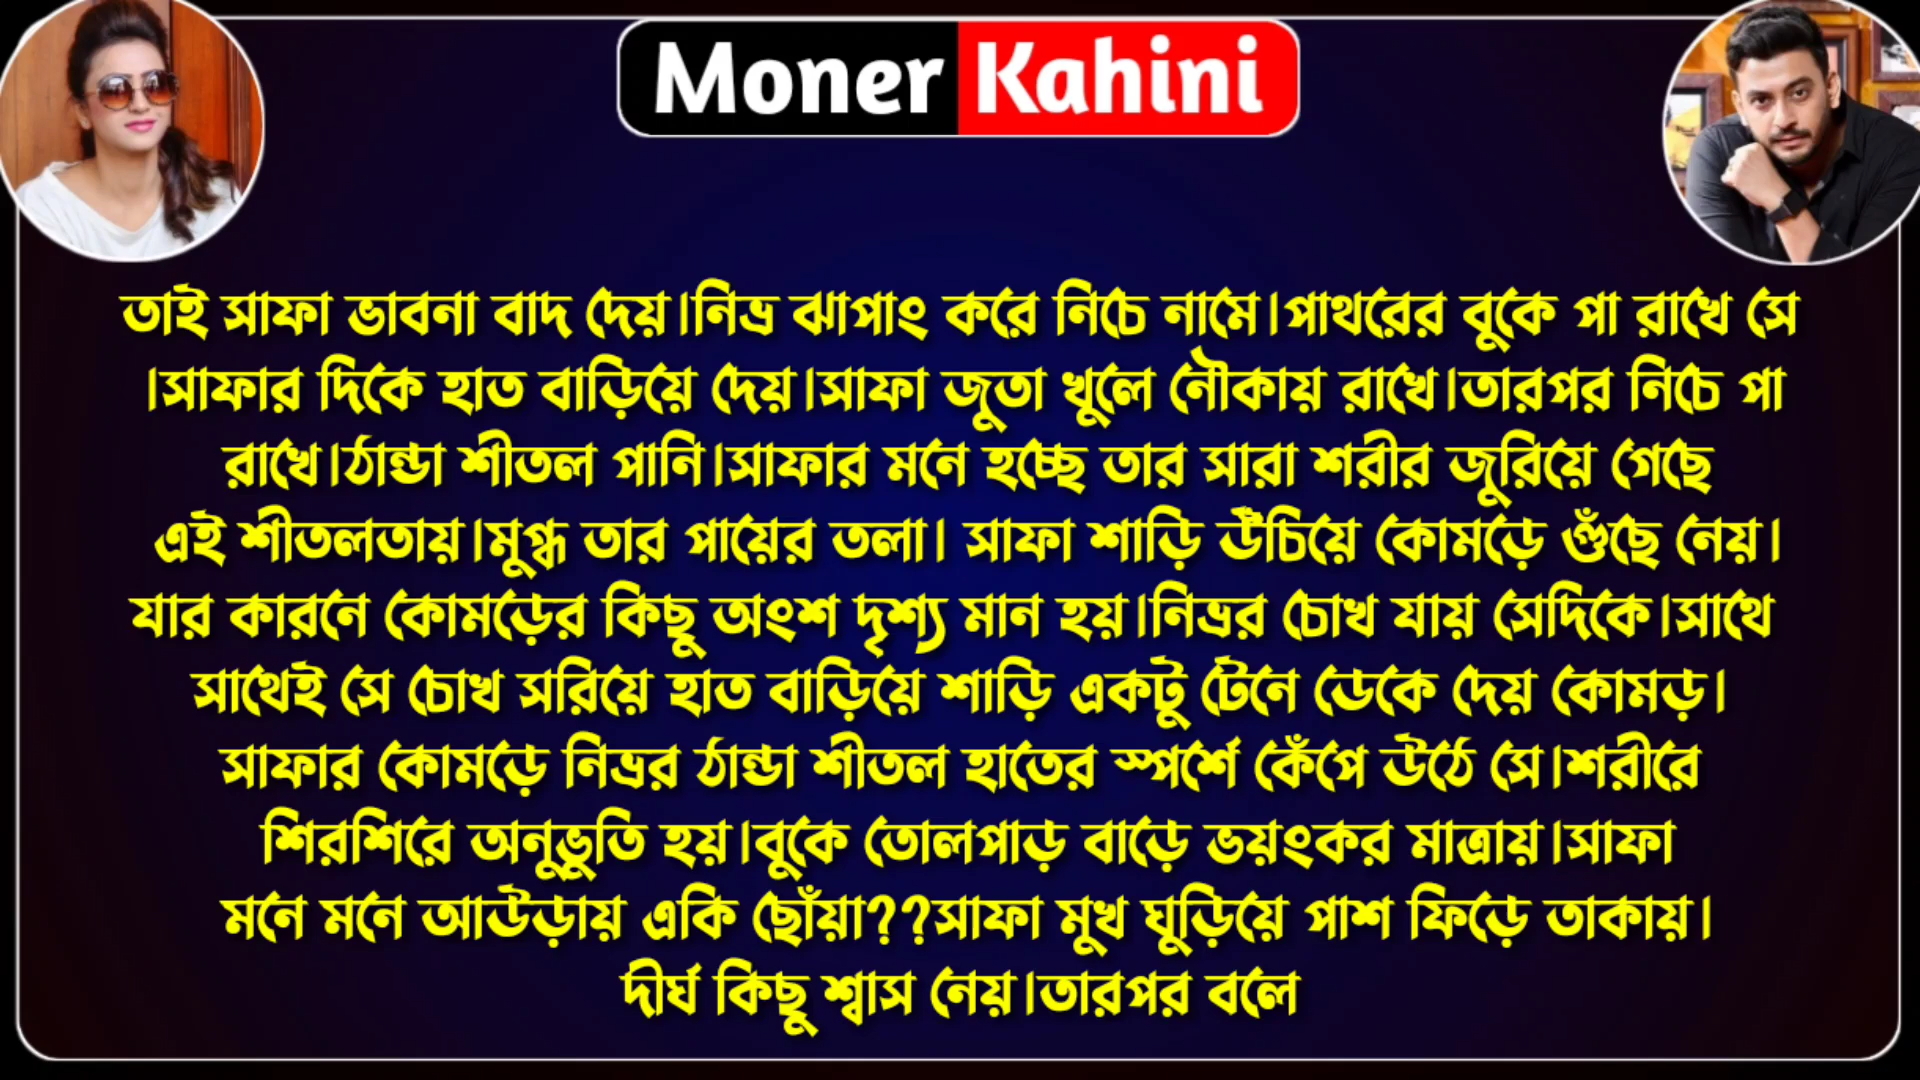 Moner Kahini
তাই সাফা ভাবনা বাদ দেয়।নিভ্র ঝাপাং করে নিচে নামে।পাথরের বুকে পা রাখে সে
।সাফার দিকে হাত বাড়িয়ে দেয়।সাফা জুতা খুলে নৌকায় রাখে।তারপর নিচে পা
রাখে।ঠান্ডা শীতল পানি।সাফার মনে হচ্ছে তার সারা শরীর জুরিয়ে গেছে
এই শীতলতায়।মুগ্ধ তার পায়ের তলা। সাফা শাড়ি উঁচিয়ে কোমড়ে গুঁছে নেয়।
যার কারনে কোমড়ের কিছু অংশ দৃশ্য মান হয়।নিভ্রর চোখ যায় সেদিকে।সাথে
সাথেই সে চোখ সরিয়ে হাত বাড়িয়ে শাড়ি একটু টেনে ডেকে দেয় কোমড়।
সাফার কোমড়ে নিভ্রর ঠান্ডা শীতল হাতের স্পর্শে কেঁপে উঠে সে।শরীরে
শিরশিরে অনুভুতি হয়।বুকে তোলপাড় বাড়ে ভয়ংকর মাত্রায়।সাফা
মনে মনে আউড়ায় একি ছোঁয়া??সাফা মুখ ঘুড়িয়ে পাশ ফিড়ে তাকায়।
দীর্ঘ কিছু শ্বাস নেয়।তারপর বলে